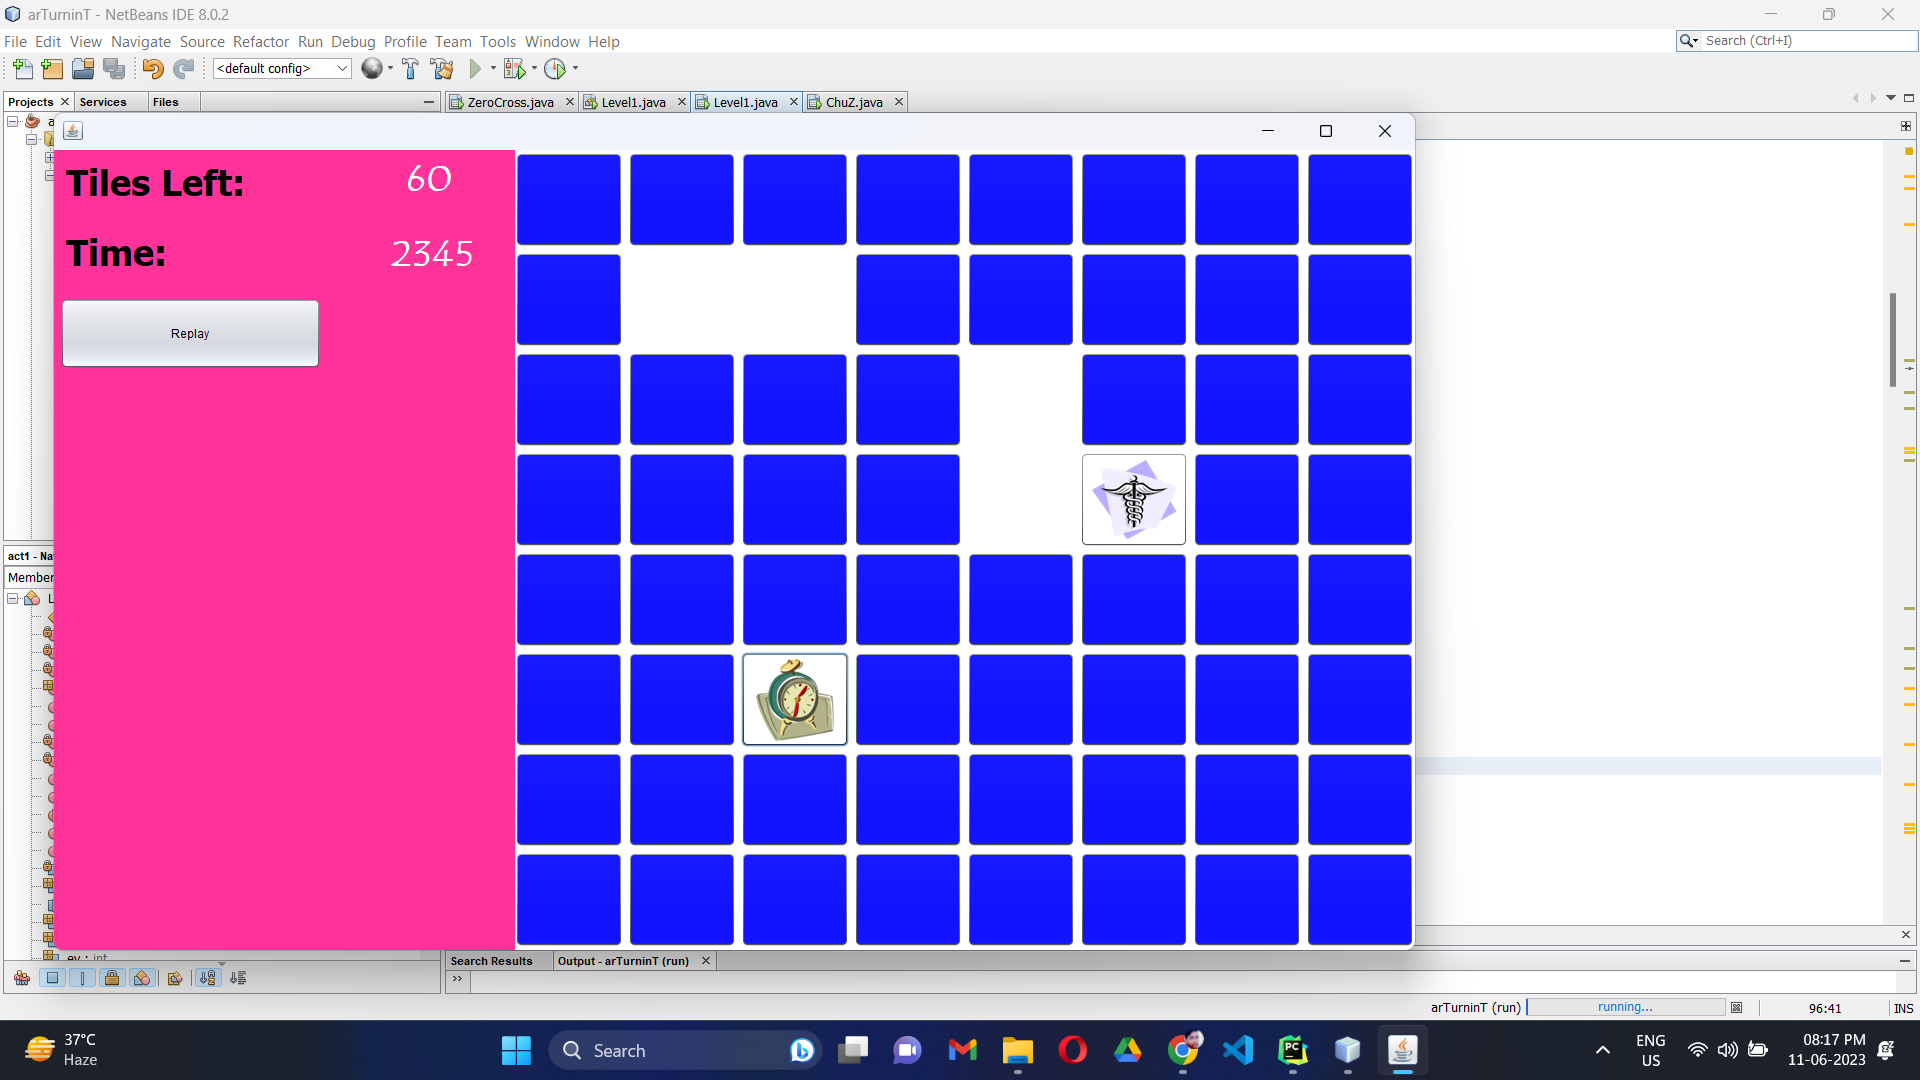 arTurninT - NetBeans IDE 8.0.2
File Edit View Navigate Source Refactor Run Debug Profile Team Tools Window Help
Search (Ctrl+I)
<default config>
Projects Services Files
ZeroCross.java Level1.java Level1.java ChuZ.java
Tiles Left: 60
Time: 2345
Replay
act1 - Na
Member
ev : int
Search Results Output - arTurninT (run)
>>
arTurninT (run) running... 96:41 INS
37°C
Haze
Search
ENG
US
08:17 PM
11-06-2023